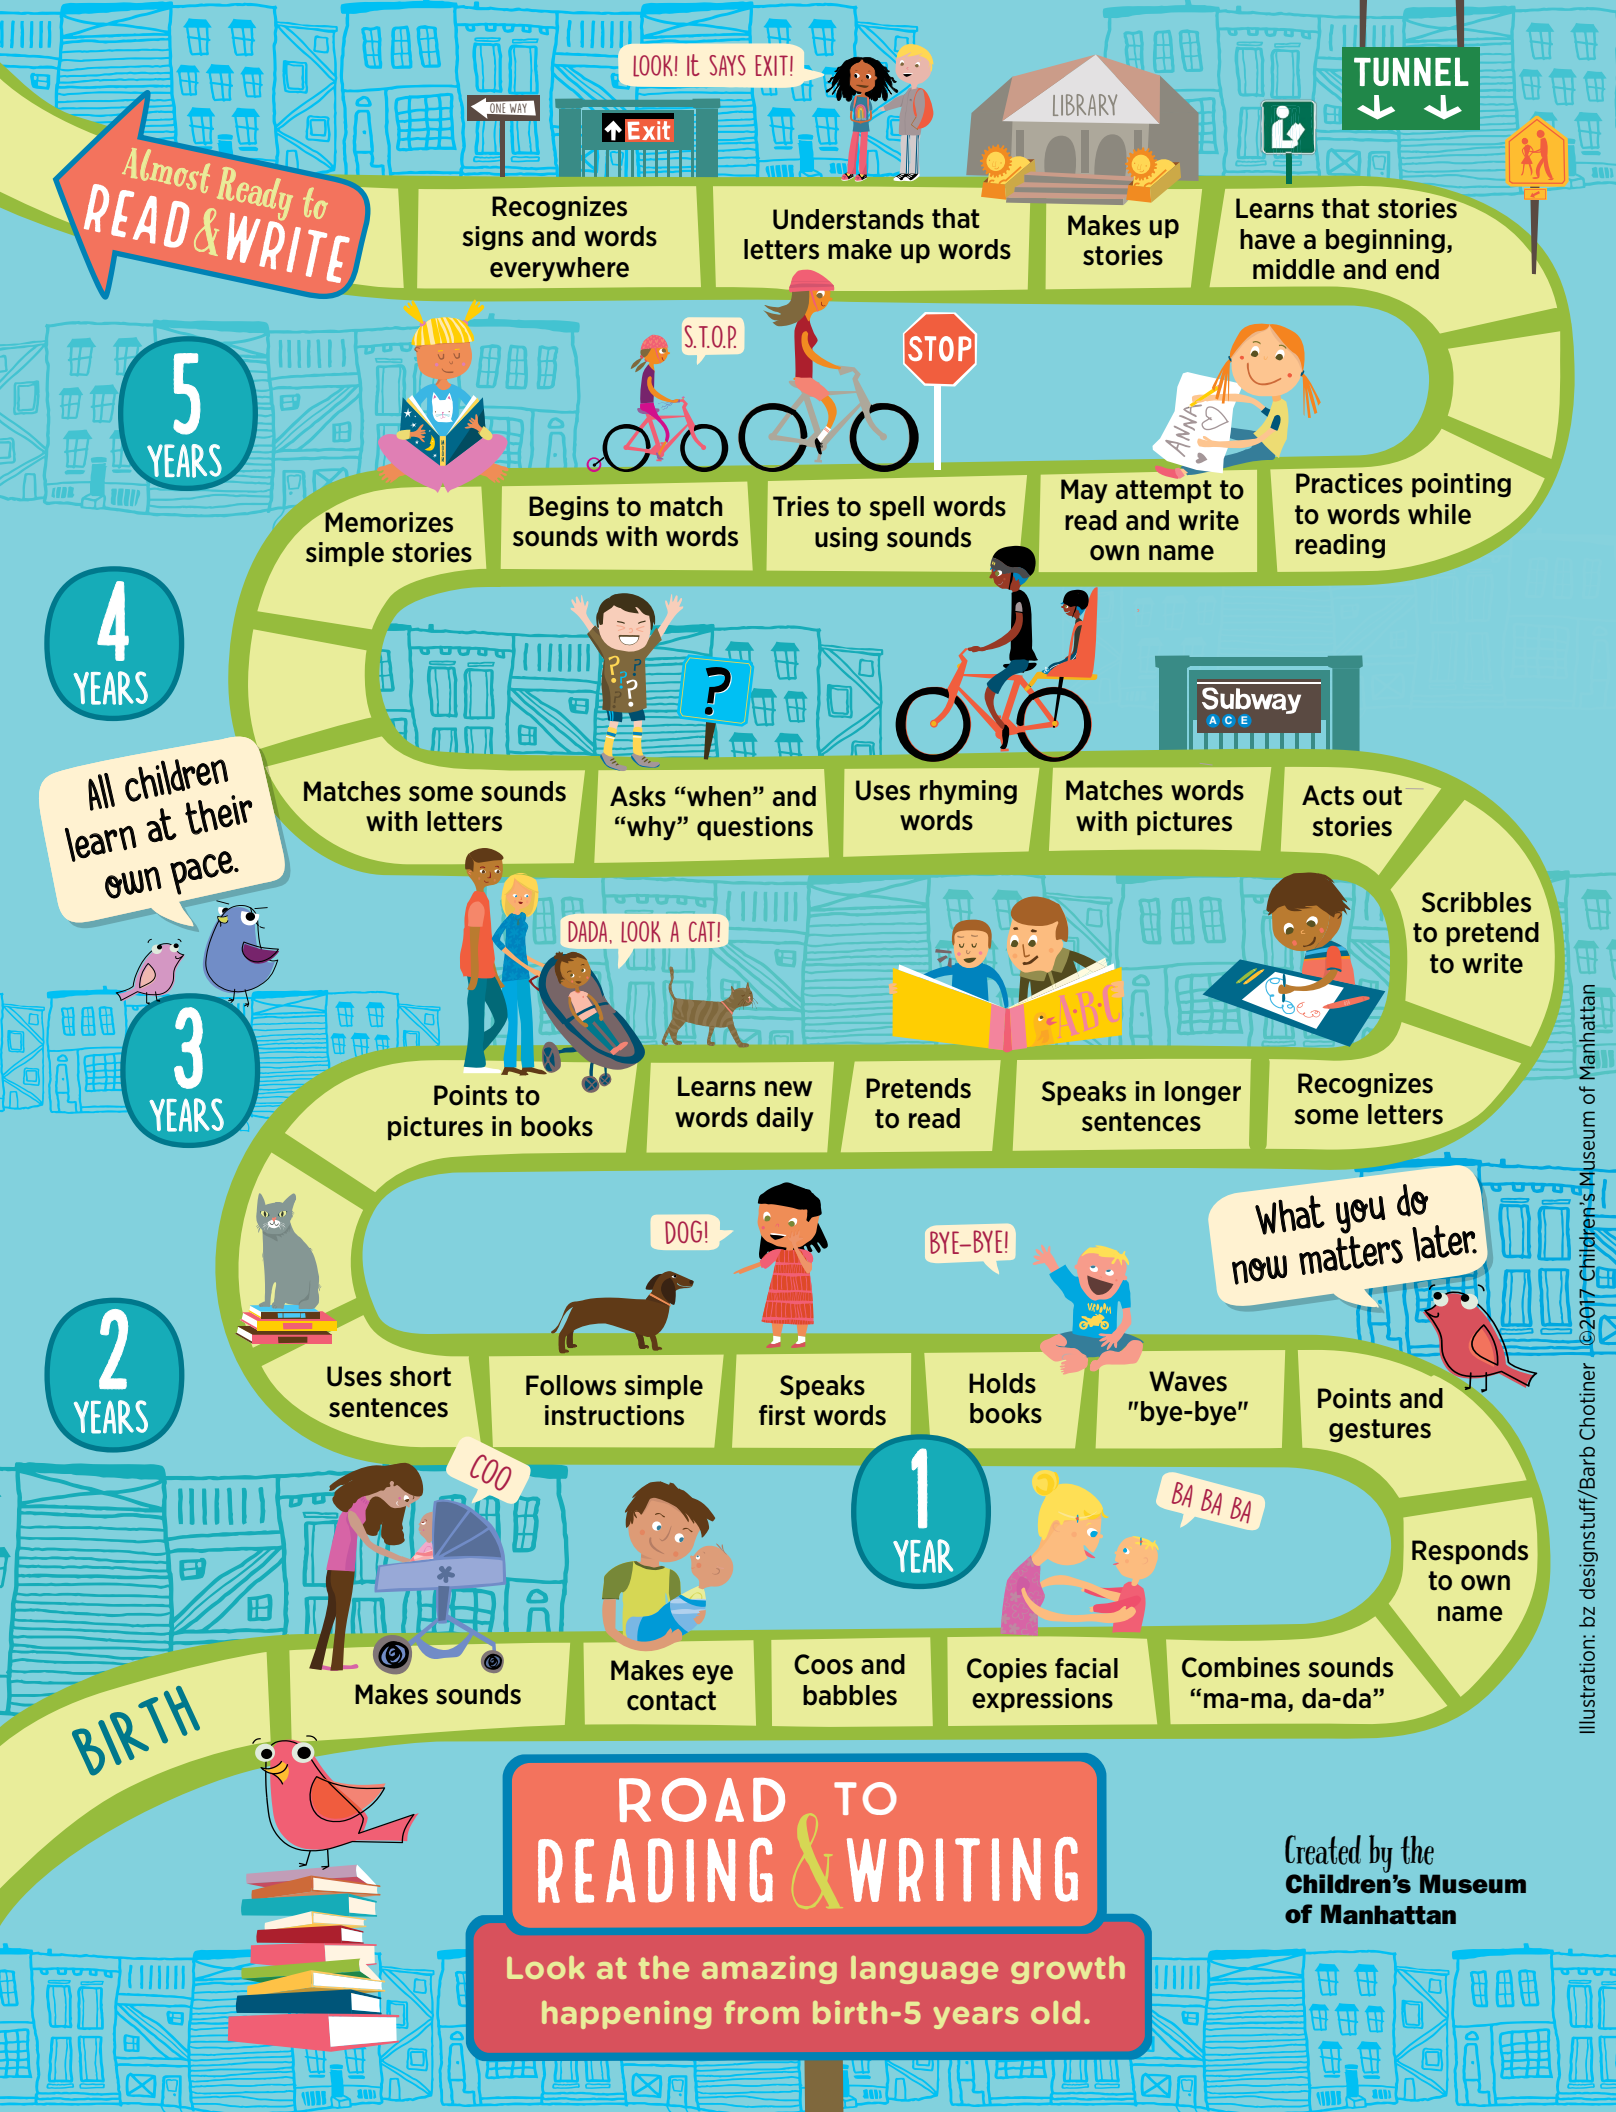 LOOK! It SAYS EXIT!
TUNNEL
ONE WAY
Exit
LIBRARY
Almost Ready to
READ & WRITE
Recognizes
signs and words
everywhere
Understands that
letters make up words
Makes up
stories
Learns that stories
have a beginning,
middle and end
S.T.O.P.
STOP
ANNA
5
YEARS
Memorizes
simple stories
Begins to match
sounds with words
Tries to spell words
using sounds
May attempt to
read and write
own name
Practices pointing
to words while
reading
4
YEARS
?
? ? ? ?
Subway
A C E
All children
learn at their
own pace.
Matches some sounds
with letters
Asks “when” and
“why” questions
Uses rhyming
words
Matches words
with pictures
Acts out
stories
Scribbles
to pretend
to write
DADA, LOOK A CAT!
A·B·C
3
YEARS
Points to
pictures in books
Learns new
words daily
Pretends
to read
Speaks in longer
sentences
Recognizes
some letters
DOG!
BYE-BYE!
VROOM
What you do
now matters later.
2
YEARS
Uses short
sentences
Follows simple
instructions
Speaks
first words
Holds
books
Waves
"bye-bye"
Points and
gestures
COO
1
YEAR
BA BA BA
Responds
to own
name
BIRTH
Makes sounds
Makes eye
contact
Coos and
babbles
Copies facial
expressions
Combines sounds
“ma-ma, da-da”
ROAD TO
READING & WRITING
Look at the amazing language growth
happening from birth-5 years old.
Created by the
Children’s Museum
of Manhattan
Illustration: bz designstuff/Barb Chotiner ©2017 Children’s Museum of Manhattan